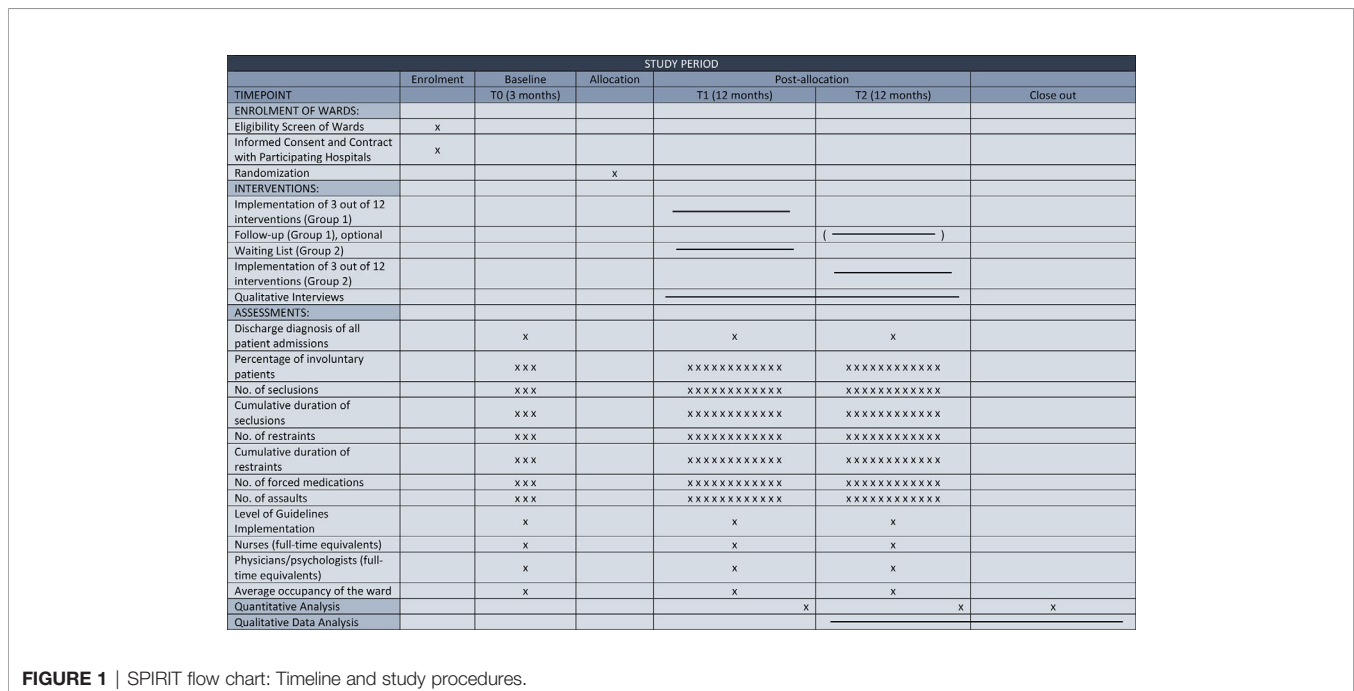 STUDY PERIOD
Enrolment Baseline Allocation Post-allocation
TIMEPOINT T0 (3 months) T1 (12 months) T2 (12 months) Close out
ENROLMENT OF WARDS:
Eligibility Screen of Wards x
Informed Consent and Contract
with Participating Hospitals x
Randomization x
INTERVENTIONS:
Implementation of 3 out of 12
interventions (Group 1)
Follow-up (Group 1), optional ( )
Waiting List (Group 2)
Implementation of 3 out of 12
interventions (Group 2)
Qualitative Interviews
ASSESSMENTS:
Discharge diagnosis of all
patient admissions x x x
Percentage of involuntary
patients x x x x x x x x x x x x x x x x x x x x x x x x x x x
No. of seclusions x x x x x x x x x x x x x x x x x x x x x x x x x x x
Cumulative duration of
seclusions x x x x x x x x x x x x x x x x x x x x x x x x x x x
No. of restraints x x x x x x x x x x x x x x x x x x x x x x x x x x x
Cumulative duration of
restraints x x x x x x x x x x x x x x x x x x x x x x x x x x x
No. of forced medications x x x x x x x x x x x x x x x x x x x x x x x x x x x
No. of assaults x x x x x x x x x x x x x x x x x x x x x x x x x x x
Level of Guidelines
Implementation x x x
Nurses (full-time equivalents) x x x
Physicians/psychologists (full-
time equivalents) x x x
Average occupancy of the ward x x x
Quantitative Analysis x x x
Qualitative Data Analysis
FIGURE 1 | SPIRIT flow chart: Timeline and study procedures.